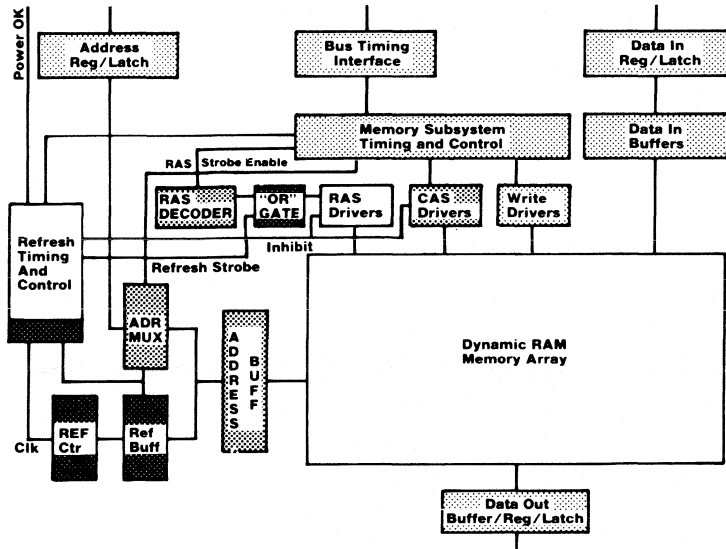 Power OK
Address
Reg/Latch
Bus Timing
Interface
Data In
Reg/Latch
Memory Subsystem
Timing and Control
Data In
Buffers
RAS Strobe Enable
RAS
DECODER
"OR"
GATE
RAS
Drivers
CAS
Drivers
Write
Drivers
Refresh
Timing
And
Control
Inhibit
Refresh Strobe
ADR
MUX
ADDRESS
BUFF
Dynamic RAM
Memory Array
Clk
REF
Ctr
Ref
Buff
Data Out
Buffer/Reg/Latch